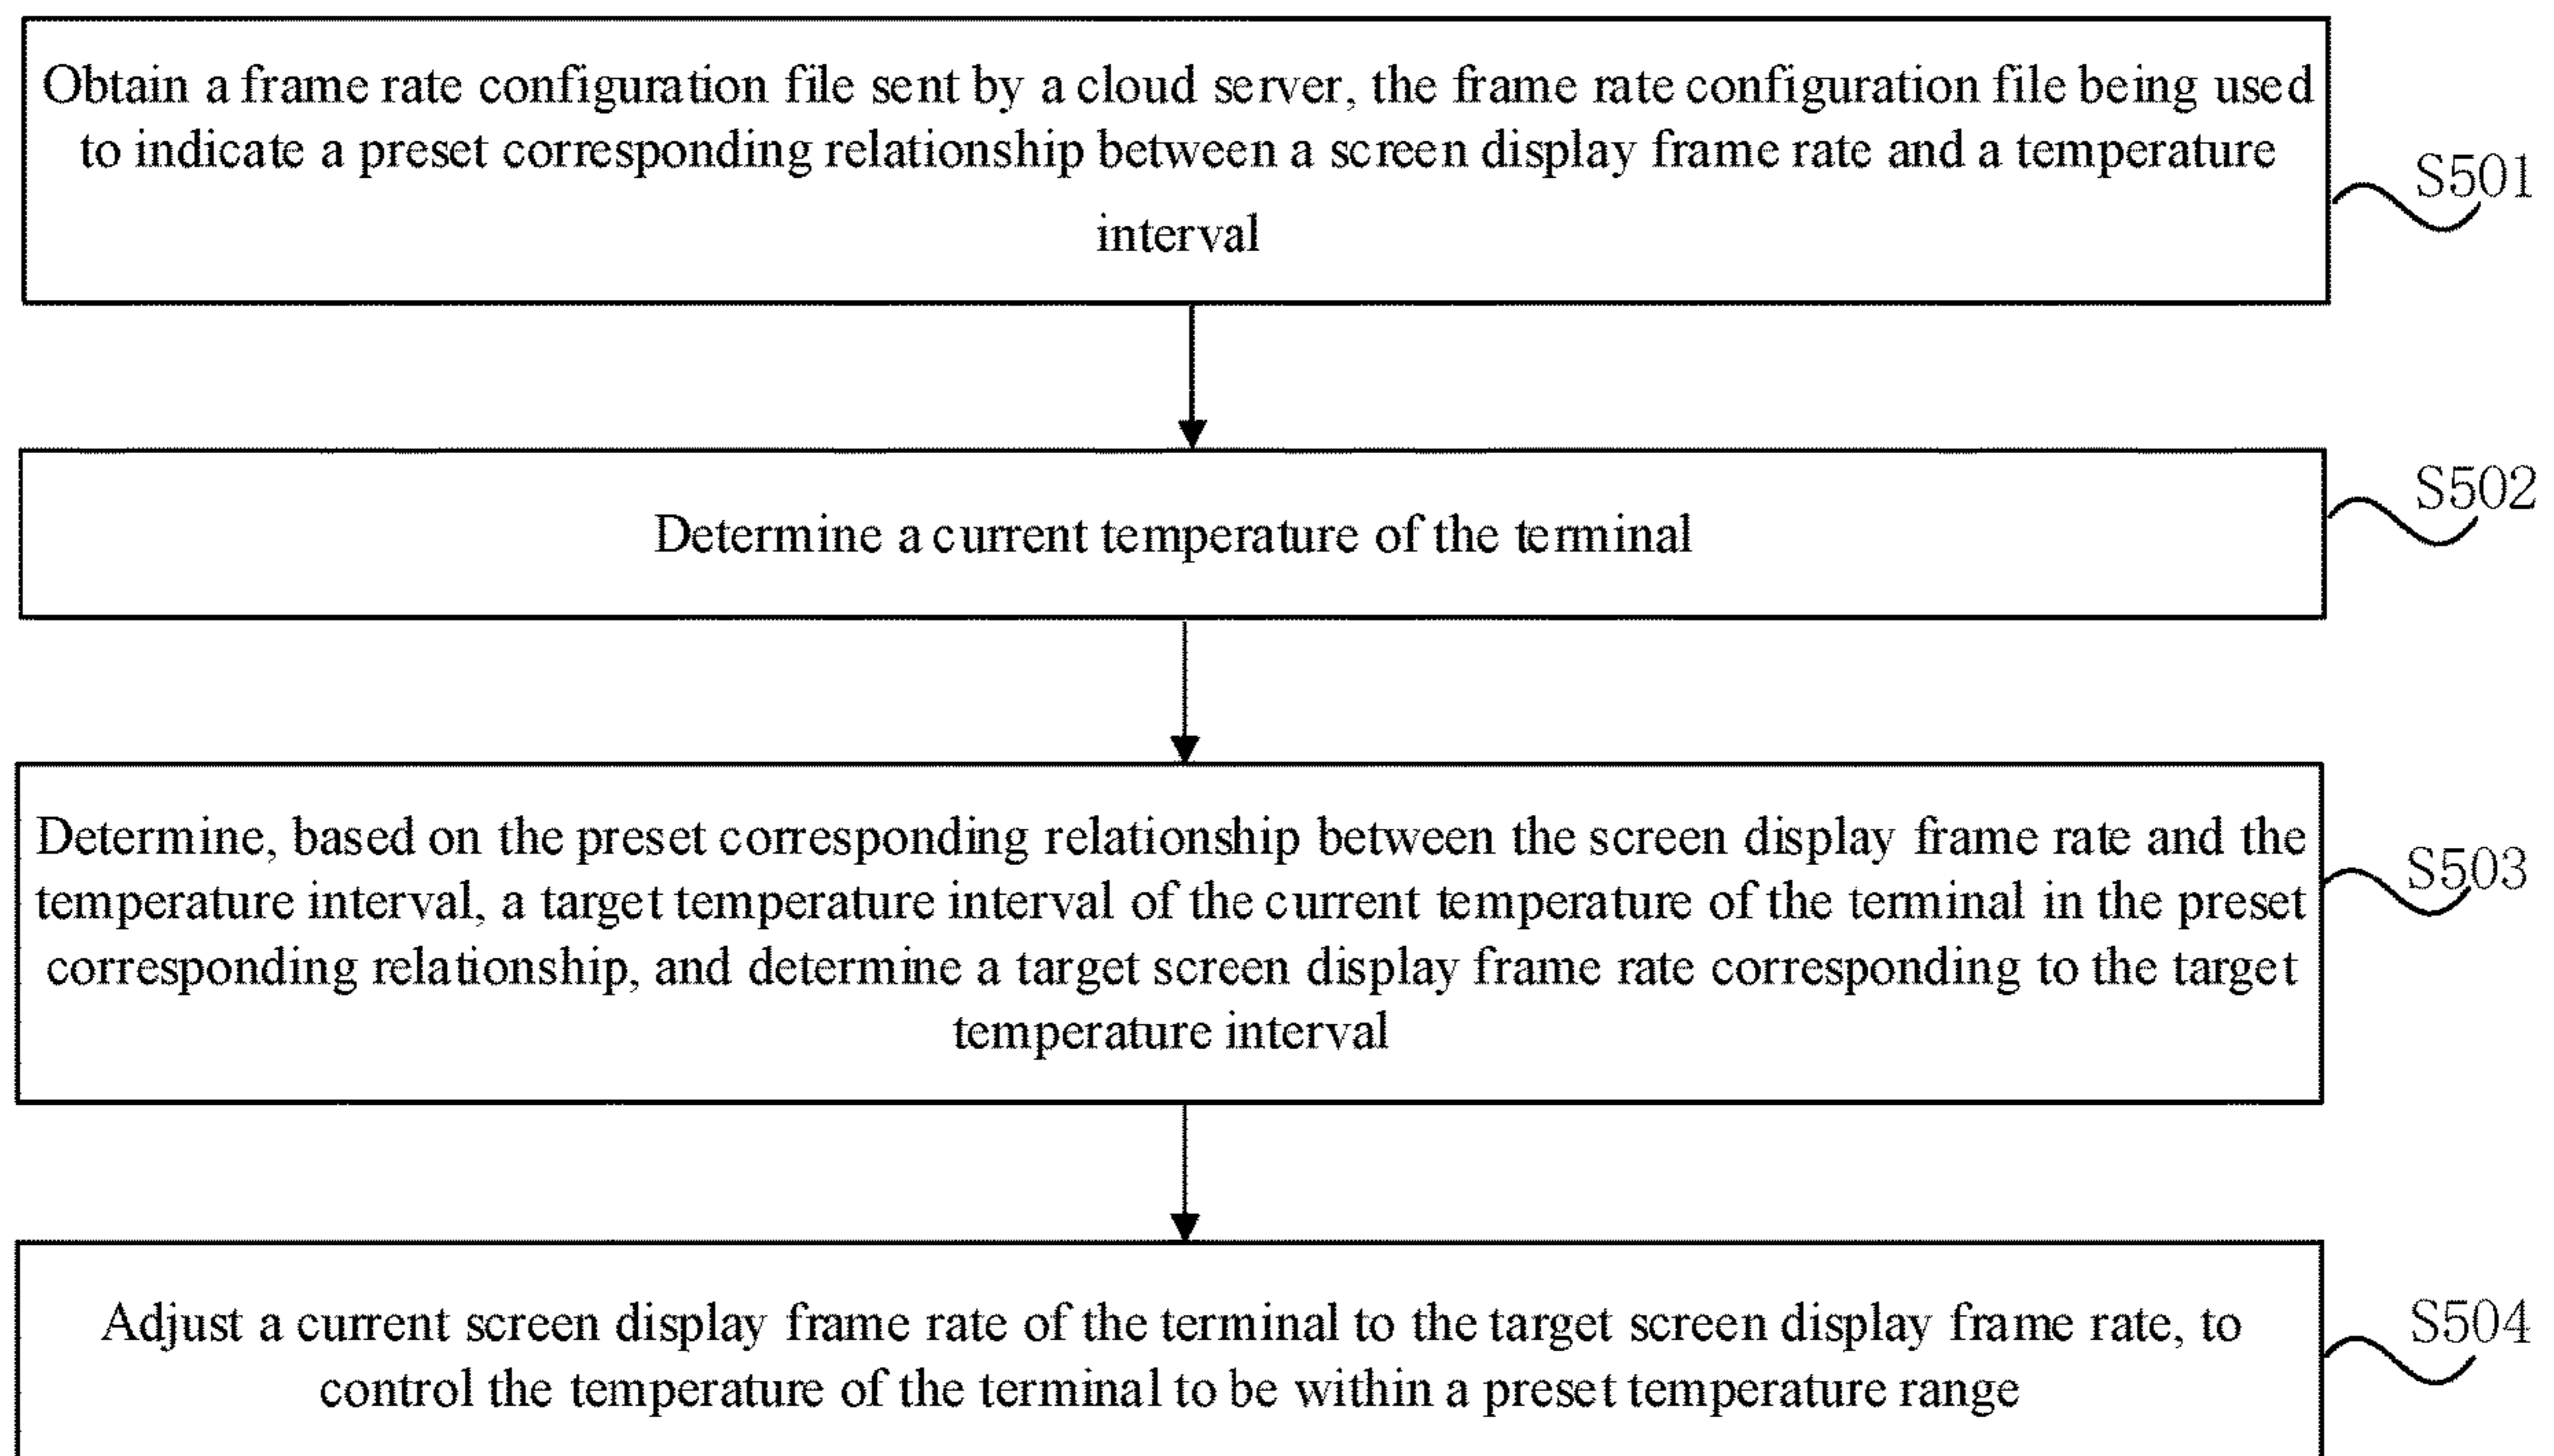 Obtain a frame rate configuration file sent by a cloud server, the frame rate configuration file being used
to indicate a preset corresponding relationship between a screen display frame rate and a temperature
interval
S501
Determine a current temperature of the terminal
S502
Determine, based on the preset corresponding relationship between the screen display frame rate and the
temperature interval, a target temperature interval of the current temperature of the terminal in the preset
corresponding relationship, and determine a target screen display frame rate corresponding to the target
temperature interval
S503
Adjust a current screen display frame rate of the terminal to the target screen display frame rate, to
control the temperature of the terminal to be within a preset temperature range
S504